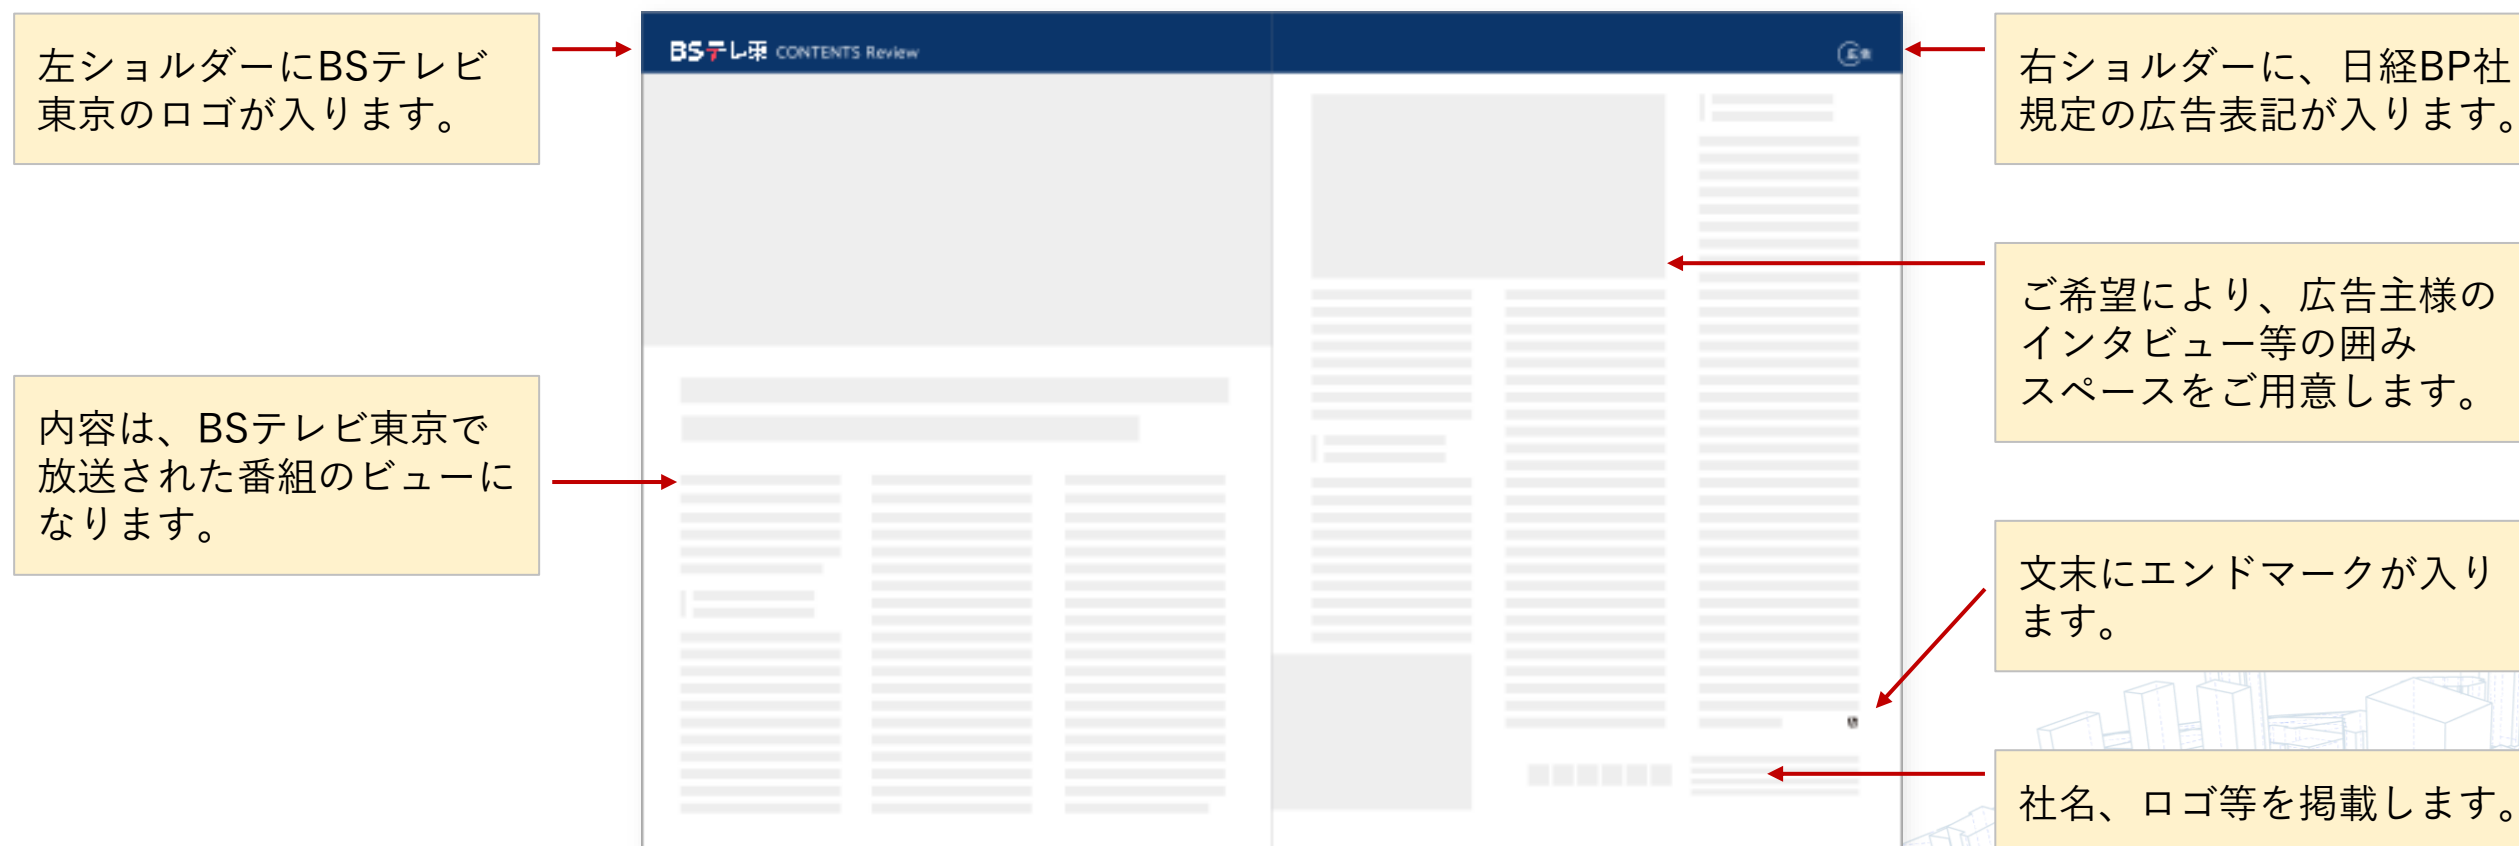 左ショルダーにBSテレビ
東京のロゴが入ります。
内容は、BSテレビ東京で
放送された番組のビューに
なります。
BSテレ東 CONTENTS Review
広告
右ショルダーに、日経BP社
規定の広告表記が入ります。
ご希望により、広告主様の
インタビュー等の囲み
スペースをご用意します。
文末にエンドマークが入り
ます。
社名、ロゴ等を掲載します。